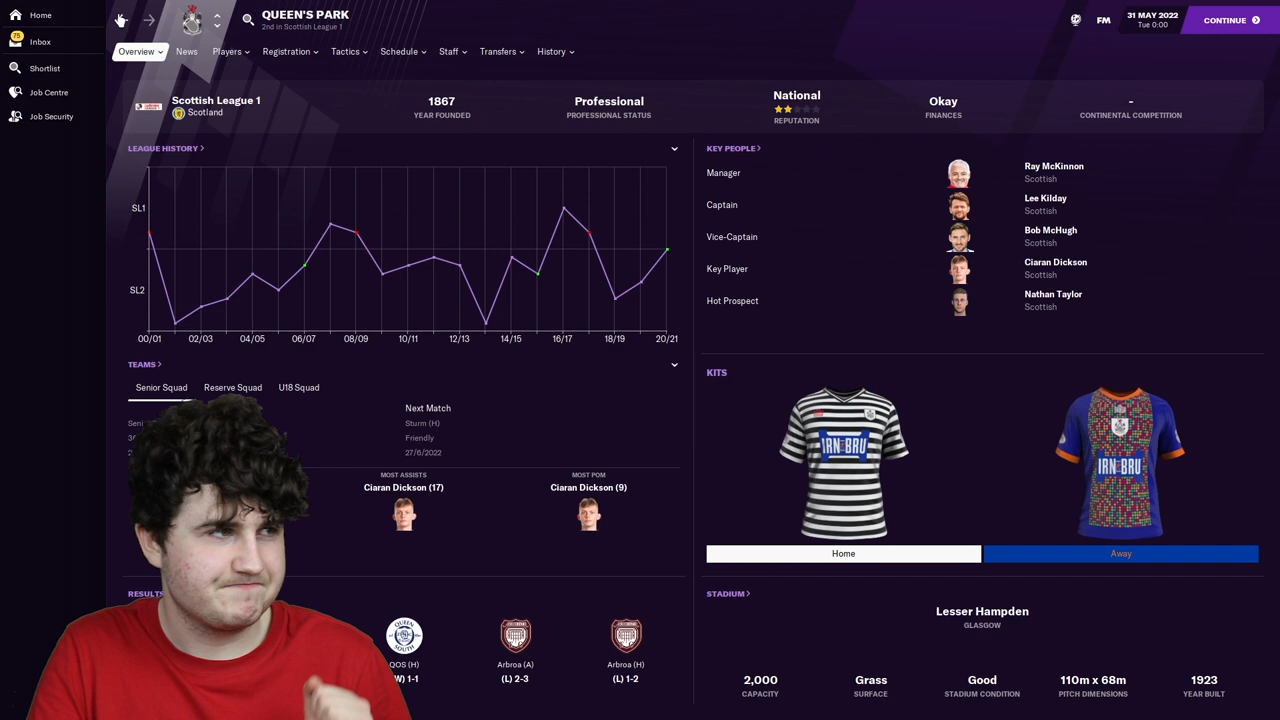 Home
75
Inbox
Shortlist
Job Centre
Job Security
QUEEN'S PARK
2nd in Scottish League 1
FM
31 MAY 2022
Tue 0:00
CONTINUE
Overview
News
Players
Registration
Tactics
Schedule
Staff
Transfers
History
Scottish League 1
Scotland
1867
YEAR FOUNDED
Professional
PROFESSIONAL STATUS
National
REPUTATION
Okay
FINANCES
-
CONTINENTAL COMPETITION
LEAGUE HISTORY
SL1
SL2
00/01 02/03 04/05 06/07 08/09 10/11 12/13 14/15 16/17 18/19 20/21
KEY PEOPLE
Manager
Ray McKinnon
Scottish
Captain
Lee Kilday
Scottish
Vice-Captain
Bob McHugh
Scottish
Key Player
Ciaran Dickson
Scottish
Hot Prospect
Nathan Taylor
Scottish
TEAMS
Senior Squad
Reserve Squad
U18 Squad
Next Match
Sturm (H)
Friendly
27/6/2022
MOST ASSISTS
Ciaran Dickson (17)
MOST POM
Ciaran Dickson (9)
RESULTS
QOS (H)
1-1
Arbroa (A)
(L) 2-3
Arbroa (H)
(L) 1-2
KITS
IRN-BRU
IRN-BRU
Home
Away
STADIUM
Lesser Hampden
GLASGOW
2,000
CAPACITY
Grass
SURFACE
Good
STADIUM CONDITION
110m x 68m
PITCH DIMENSIONS
1923
YEAR BUILT